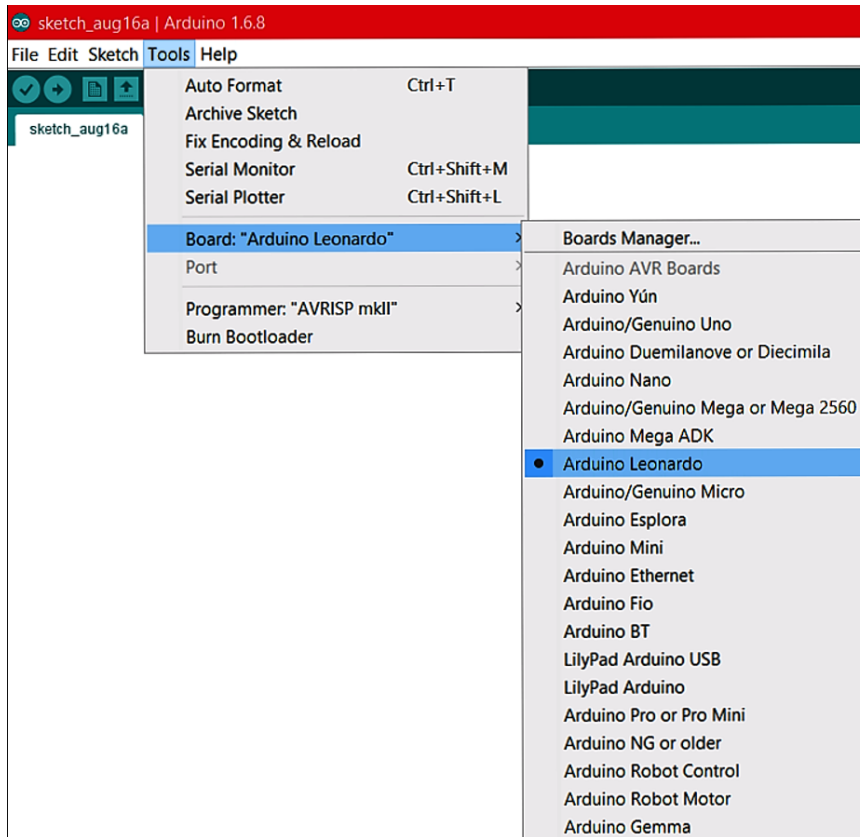 sketch_aug16a | Arduino 1.6.8
File Edit Sketch Tools Help
sketch_aug16a
Auto Format Ctrl+T
Archive Sketch
Fix Encoding & Reload
Serial Monitor Ctrl+Shift+M
Serial Plotter Ctrl+Shift+L
Board: "Arduino Leonardo"
Port
Programmer: "AVRISP mkII"
Burn Bootloader
Boards Manager...
Arduino AVR Boards
Arduino Yún
Arduino/Genuino Uno
Arduino Duemilanove or Diecimila
Arduino Nano
Arduino/Genuino Mega or Mega 2560
Arduino Mega ADK
Arduino Leonardo
Arduino/Genuino Micro
Arduino Esplora
Arduino Mini
Arduino Ethernet
Arduino Fio
Arduino BT
LilyPad Arduino USB
LilyPad Arduino
Arduino Pro or Pro Mini
Arduino NG or older
Arduino Robot Control
Arduino Robot Motor
Arduino Gemma